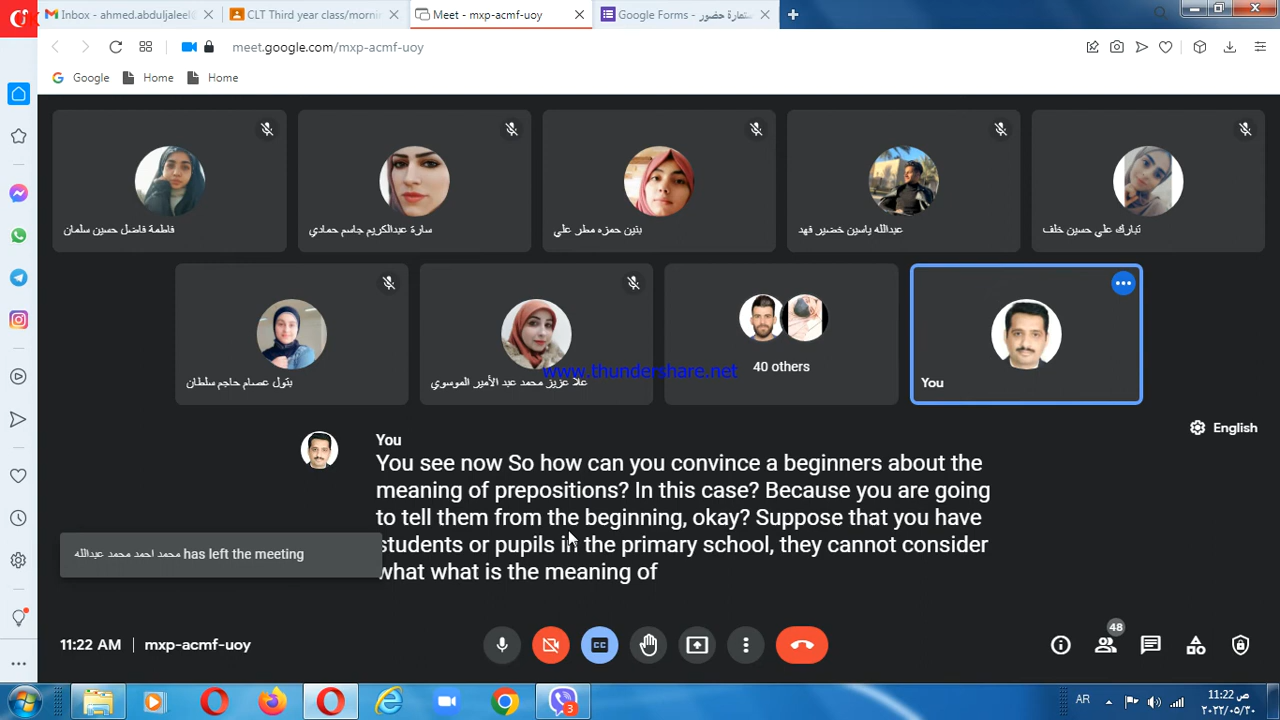 Inbox - ahmed.abduljaleel@
CLT Third year class/mornin
Meet - mxp-acmf-uoy
Google Forms - استمارة حضور
meet.google.com/mxp-acmf-uoy
Google
Home
Home
فاطمة فاضل حسين سلمان
سارة عبدالكريم جاسم حمادي
بنين حمزه مطر علي
عبدالله ياسين خضير فهد
تبارك علي حسين خلف
بتول عصام حاجم سلطان
علا عزيز محمد عبد الأمير الموسوي
40 others
You
www.thundershare.net
English
You
You see now So how can you convince a beginners about the
meaning of prepositions? In this case? Because you are going
to tell them from the beginning, okay? Suppose that you have
students or pupils in the primary school, they cannot consider
what what is the meaning of
محمد احمد محمد عبدالله has left the meeting
11:22 AM | mxp-acmf-uoy
CC
48
3
AR
11:22 ص
٢٠٢٢/٠٥/٣٠